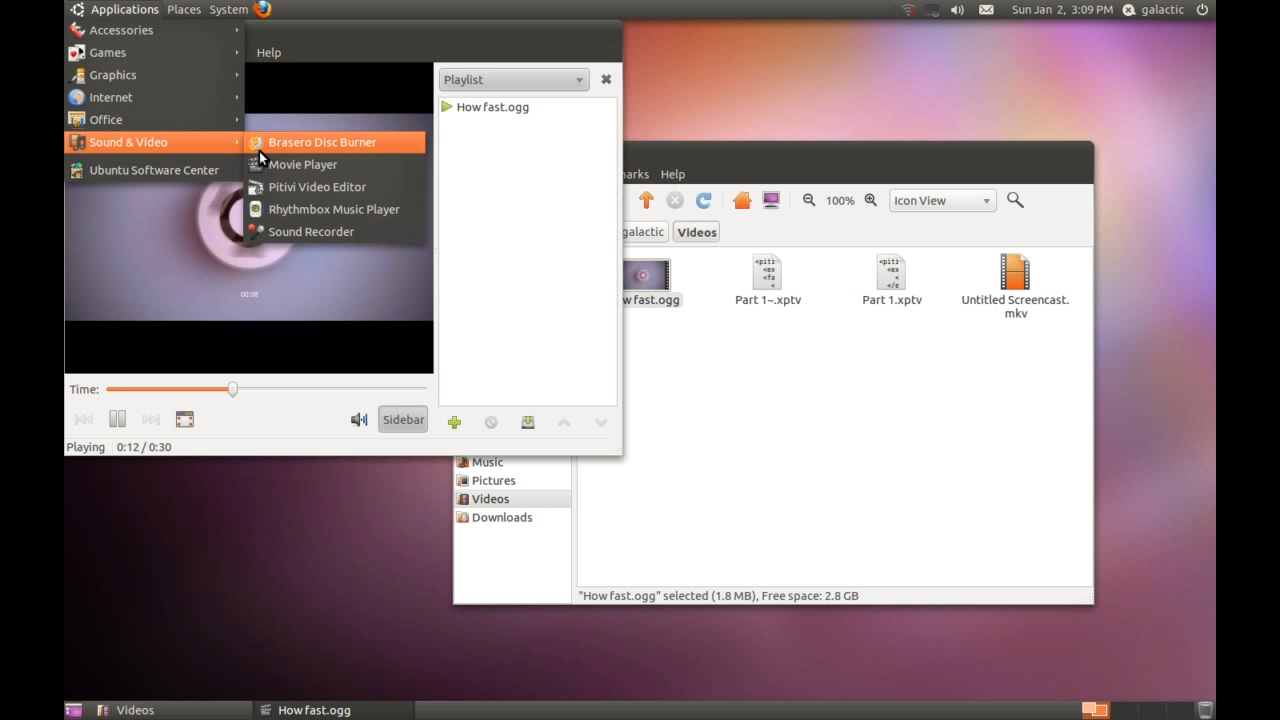 Applications Places System Sun Jan 2, 3:09 PM galactic
Accessories
Games
Graphics
Internet
Office
Sound & Video
Ubuntu Software Center
Brasero Disc Burner
Movie Player
Pitivi Video Editor
Rhythmbox Music Player
Sound Recorder
Help
Playlist
How fast.ogg
00:08
Time:
Sidebar
Playing 0:12 / 0:30
Help
100% Icon View
galactic Videos
fast.ogg
Part 1~.xptv
Part 1.xptv
Untitled Screencast.
mkv
Music
Pictures
Videos
Downloads
"How fast.ogg" selected (1.8 MB), Free space: 2.8 GB
Videos How fast.ogg